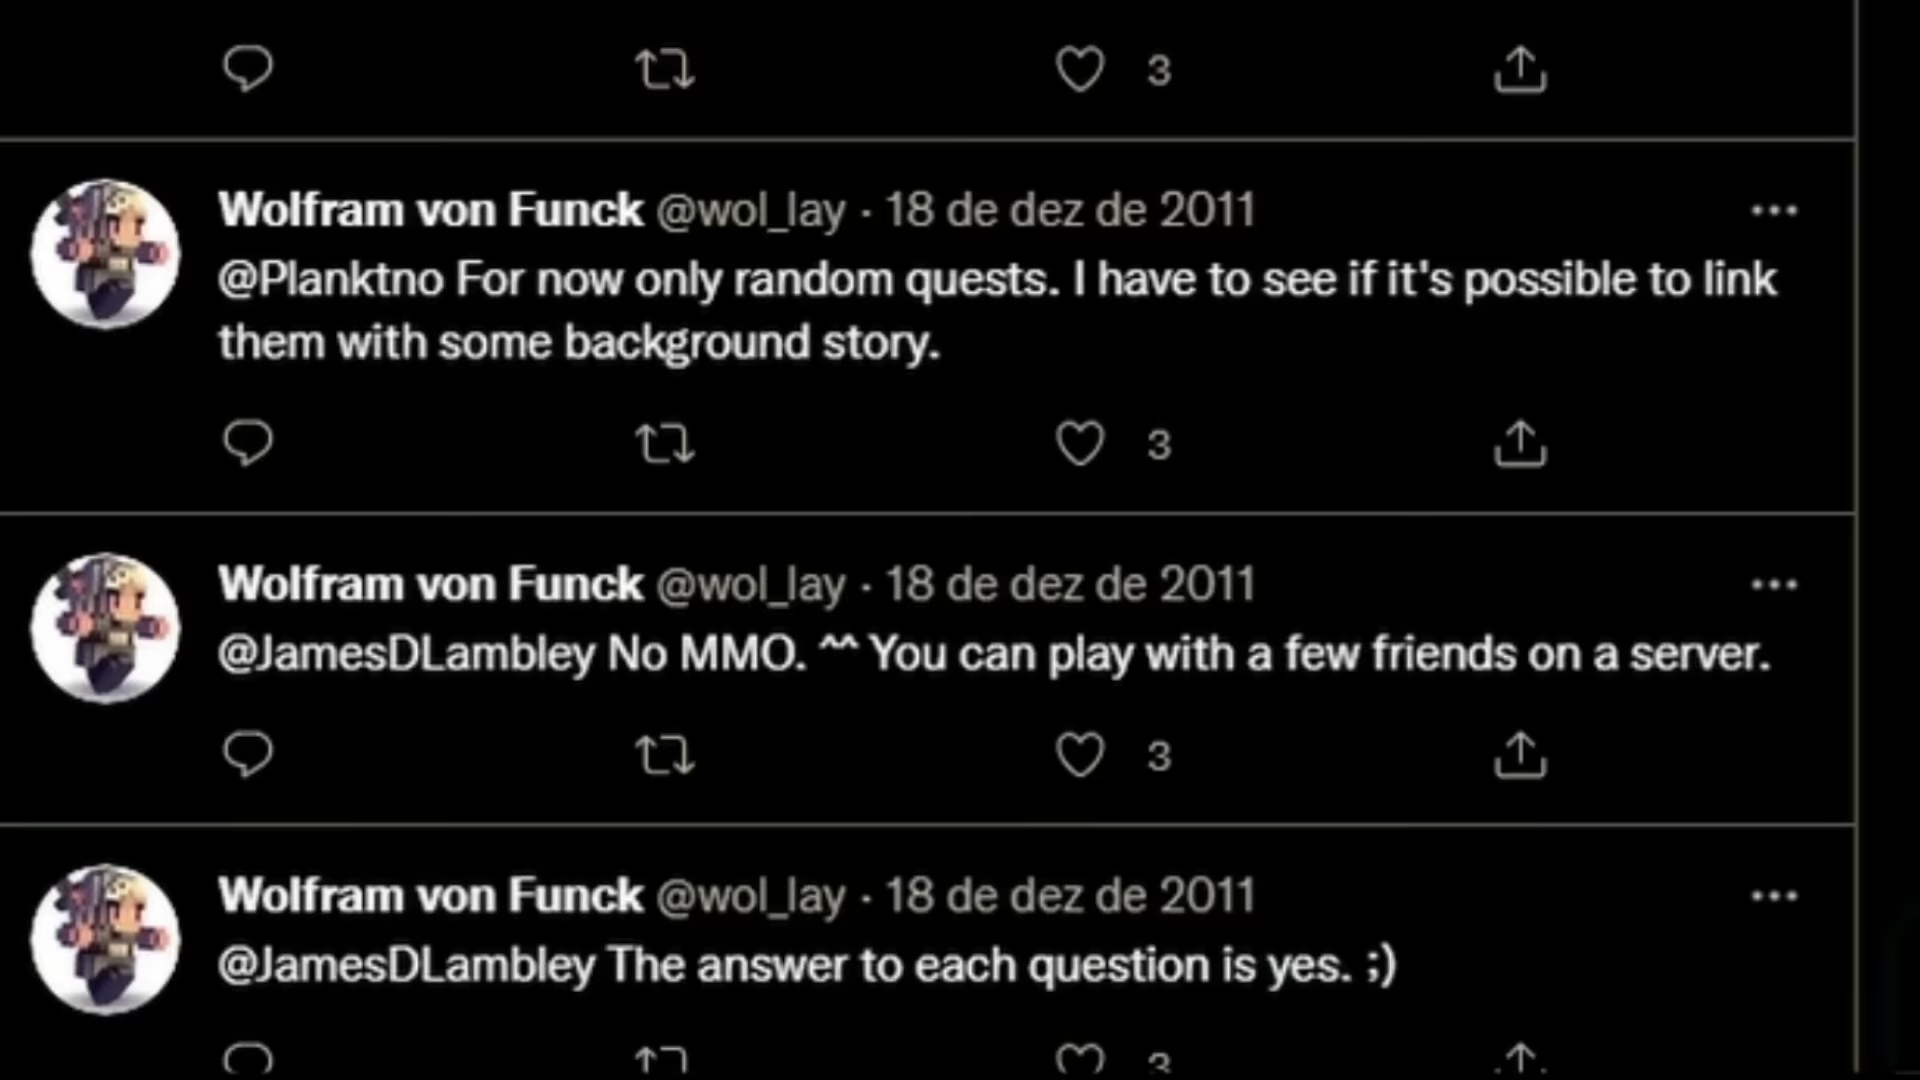 3
Wolfram von Funck @wol_lay · 18 de dez de 2011
@Planktno For now only random quests. I have to see if it's possible to link
them with some background story.
3
Wolfram von Funck @wol_lay · 18 de dez de 2011
@JamesDLambley No MMO. ^^ You can play with a few friends on a server.
3
Wolfram von Funck @wol_lay · 18 de dez de 2011
@JamesDLambley The answer to each question is yes. ;)
3